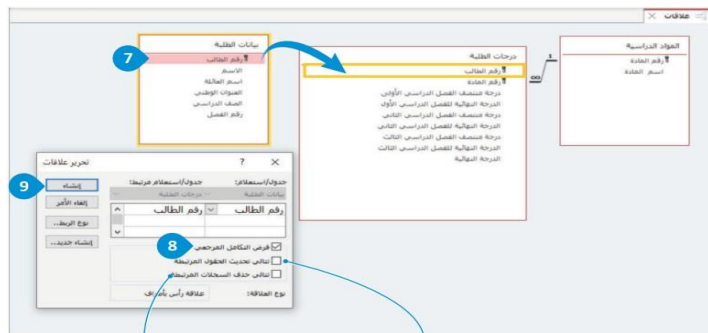 علاقات
المواد الدراسية
رقم المادة
اسم المادة
1
∞
درجات الطلبة
رقم الطالب
رقم المادة
درجة منتصف الفصل الدراسي الأولى
الدرجة النهائية للفصل الدراسي الأول
درجة منتصف الفصل الدراسي الثاني
الدرجة النهائية للفصل الدراسي الثاني
درجة منتصف الفصل الدراسي الثالث
الدرجة النهائية للفصل الدراسي الثالث
الدرجة النهائية
بيانات الطلبة
7
رقم الطالب
الاسم
اسم العائلة
العنوان الوطني
الصف الدراسي
رقم الفصل
تحرير علاقات
? ×
جدول/استعلام: جدول/استعلام مرتبط:
بيانات الطلبة درجات الطلبة
رقم الطالب رقم الطالب
8
فرض التكامل المرجعي
تتالي تحديث الحقول المرتبطة
تتالي حذف السجلات المرتبطة
نوع العلاقة: علاقة رأس بأطراف
9
إنشاء
إلغاء الأمر
نوع الربط...
إنشاء جديد...